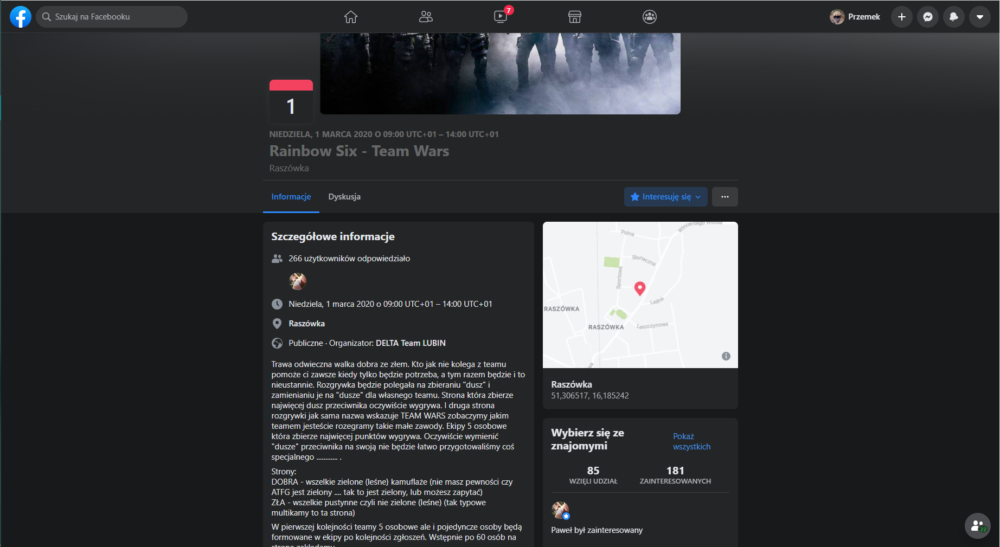 Szukaj na Facebooku
7
Przemek
1
NIEDZIELA, 1 MARCA 2020 O 09:00 UTC+01 – 14:00 UTC+01
Rainbow Six - Team Wars
Raszówka
Informacje
Dyskusja
Interesuję się
Szczegółowe informacje
266 użytkowników odpowiedziało
Niedziela, 1 marca 2020 o 09:00 UTC+01 – 14:00 UTC+01
Raszówka
Publiczne · Organizator: DELTA Team LUBIN
Trawa odwieczna walka dobra ze złem. Kto jak nie kolega z teamu
pomoże ci zawsze kiedy tylko będzie potrzeba, a tym razem będzie i to
nieustannie. Rozgrywka będzie polegała na zbieraniu "dusz" i
zamienianiu je na "dusze" dla własnego teamu. Strona która zbierze
najwięcej dusz przeciwnika oczywiście wygrywa. I druga strona
rozgrywki jak sama nazwa wskazuje TEAM WARS zobaczymy jakim
teamem jesteście rozegramy takie małe zawody. Ekipy 5 osobowe
która zbierze najwięcej punktów wygrywa. Oczywiście wymienić
"dusze" przeciwnika na swoją nie będzie łatwo przygotowaliśmy coś
specjalnego ............ .
Strony:
DOBRA - wszelkie zielone (leśne) kamuflaże (nie masz pewności czy
ATFG jest zielony .... tak to jest zielony, lub możesz zapytać)
ZŁA - wszelkie pustynne czyli nie zielone (leśne) (tak typowe
multikamy to ta strona)
W pierwszej kolejności teamy 5 osobowe ale i pojedyncze osoby będą
formowane w ekipy po kolejności zgłoszeń. Wstępnie po 60 osób na
stronę zakładamy
Wincentego Witosa
Polna
Słoneczna
Sportowa
Leśna
RASZÓWKA
RASZÓWKA
Leszczynowa
Raszówka
51,306517, 16,185242
Wybierz się ze
znajomymi
Pokaż
wszystkich
85
WZIĘLI UDZIAŁ
181
ZAINTERESOWANYCH
Paweł był zainteresowany
22